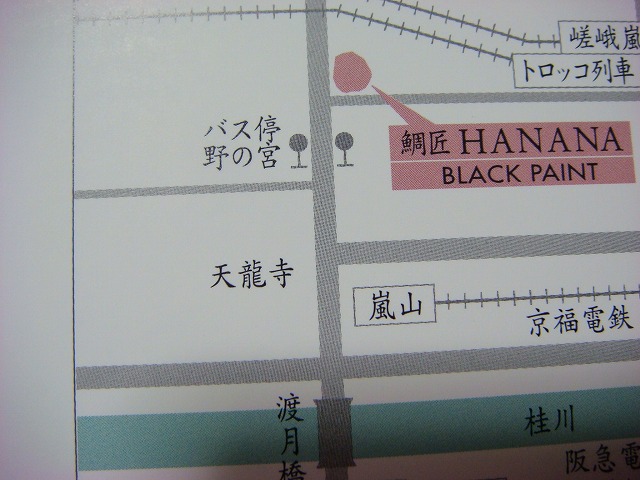 嵯峨嵐
トロッコ列車
鯛匠 HANANA
BLACK PAINT
バス停
野の宮
天龍寺
嵐山
京福電鉄
渡月橋
桂川
阪急電